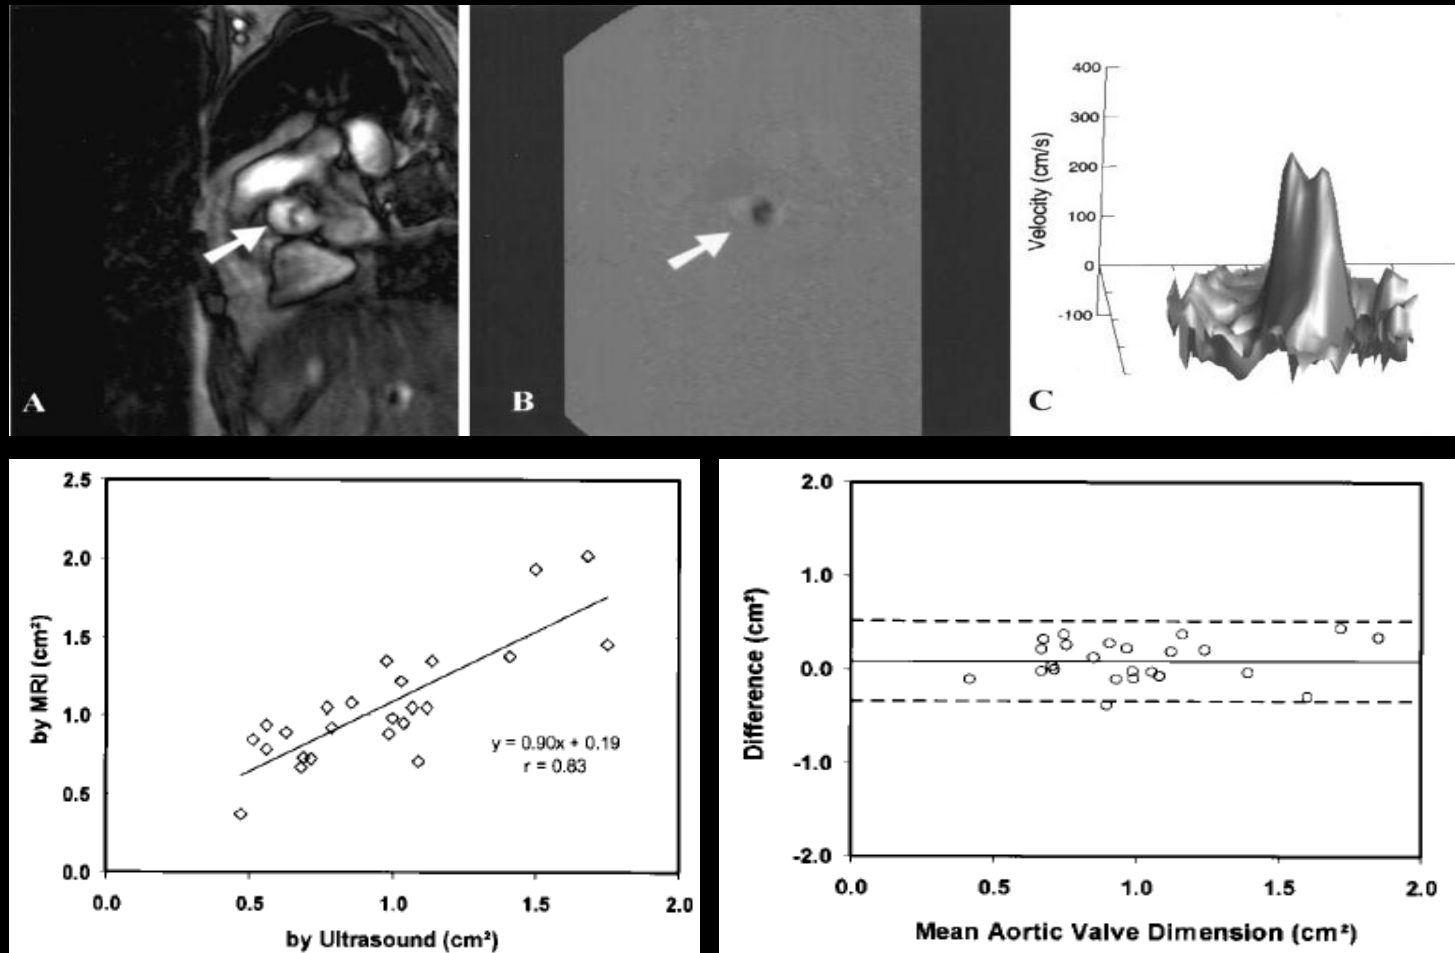 A
B
C
400
300
200
100
0
-100
Velocity (cm/s)
2.5
2.0
1.5
1.0
0.5
0.0
by MRI (cm²)
y = 0.90x + 0.19
r = 0.83
0.0 0.5 1.0 1.5 2.0
by Ultrasound (cm²)
2.0
1.0
0.0
-1.0
-2.0
Difference (cm²)
0.0 0.5 1.0 1.5 2.0
Mean Aortic Valve Dimension (cm²)